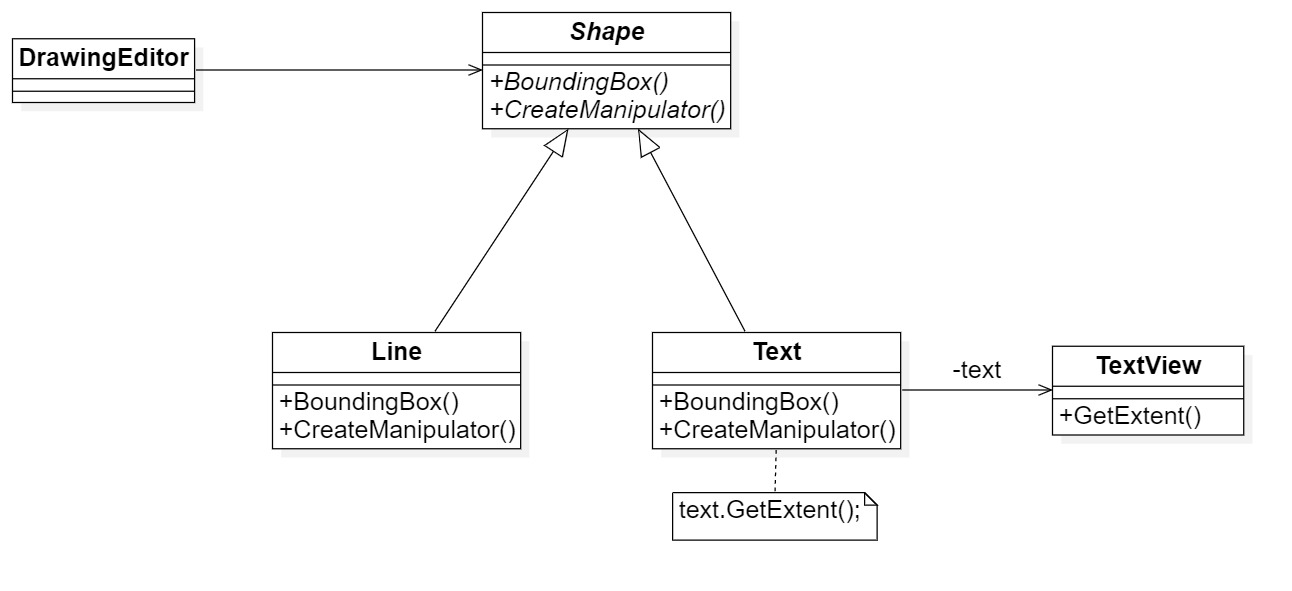 DrawingEditor
Shape
+BoundingBox()
+CreateManipulator()
Line
+BoundingBox()
+CreateManipulator()
Text
+BoundingBox()
+CreateManipulator()
-text
TextView
+GetExtent()
text.GetExtent();